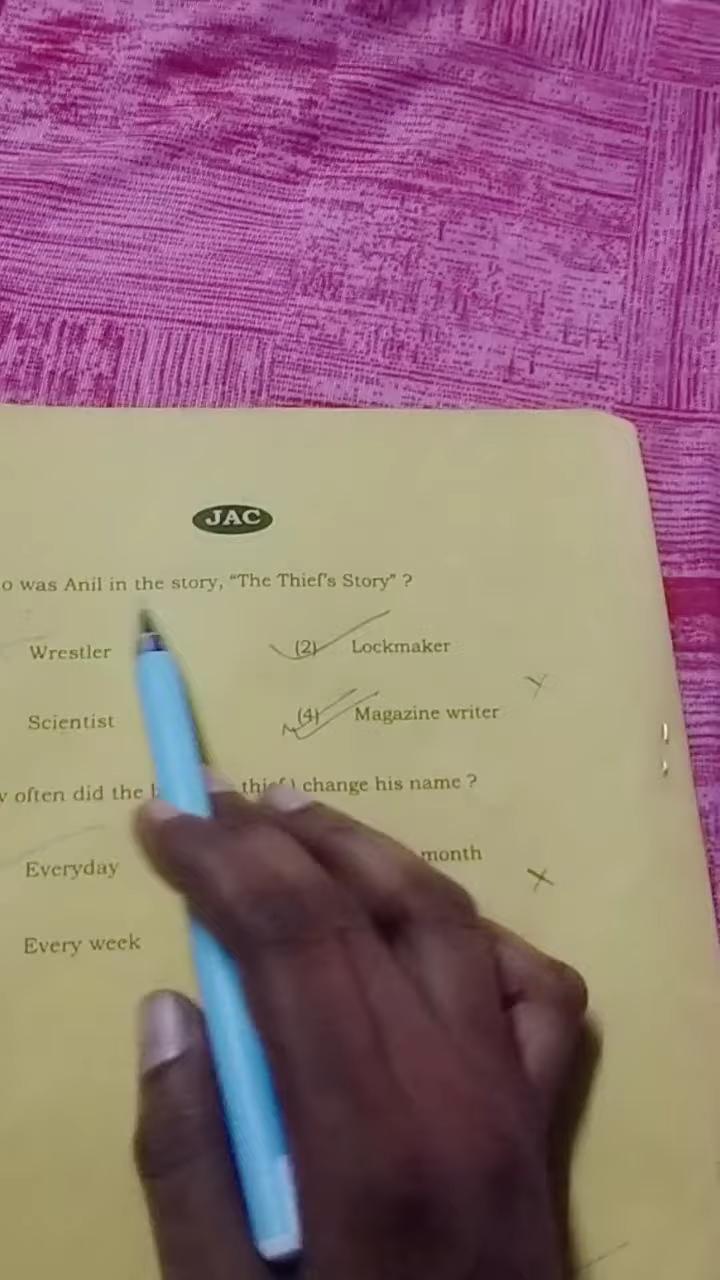 JAC
was Anil in the story, “The Thief's Story” ?
Wrestler (2) Lockmaker
Scientist (4) Magazine writer
often did the change his name ?
Everyday month
Every week